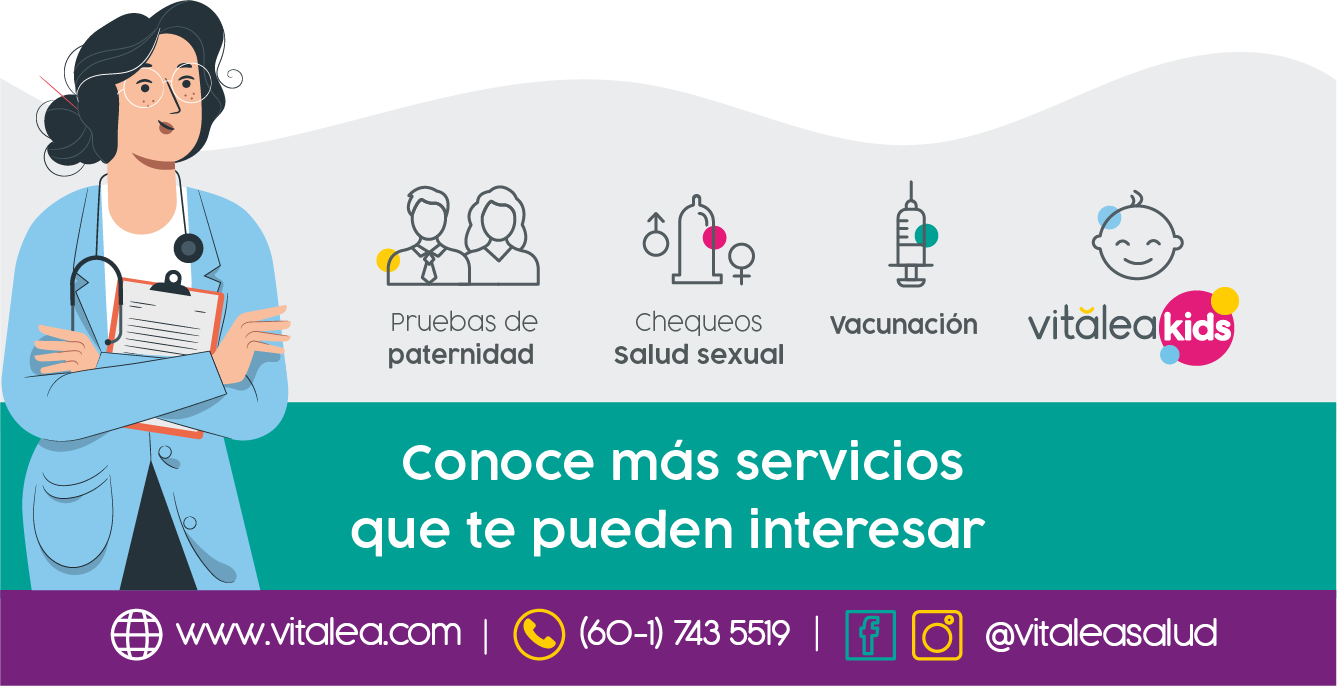 Pruebas de
paternidad
Chequeos
Salud sexual
Vacunación
vitalea kids
Conoce más servicios
que te pueden interesar
www.vitalea.com | (60-1) 743 5519 | @vitaleasalud